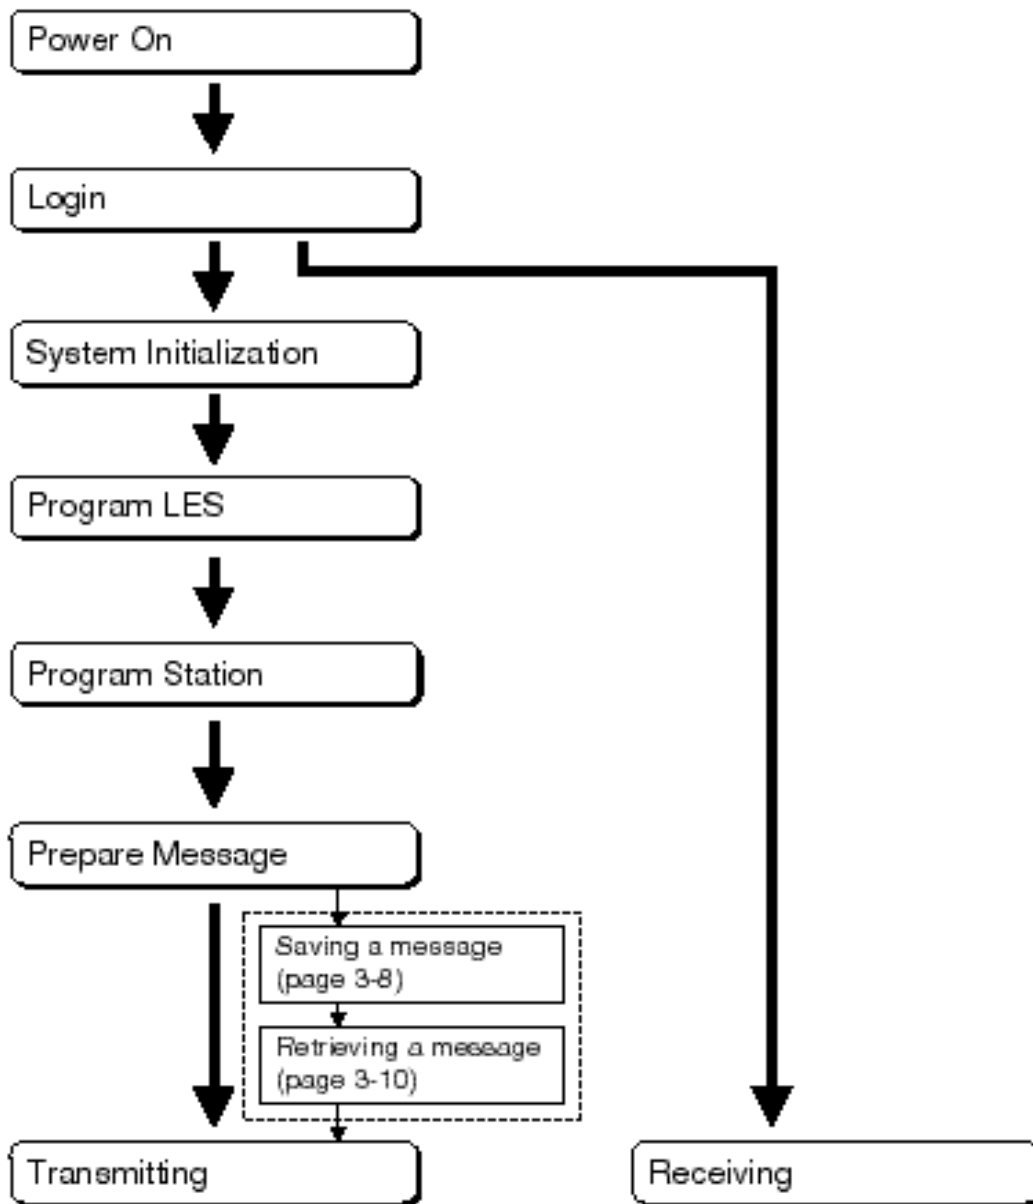 Power On
Login
System Initialization
Program LES
Program Station
Prepare Message
Saving a message
(page 3-8)
Retrieving a message
(page 3-10)
Transmitting
Receiving